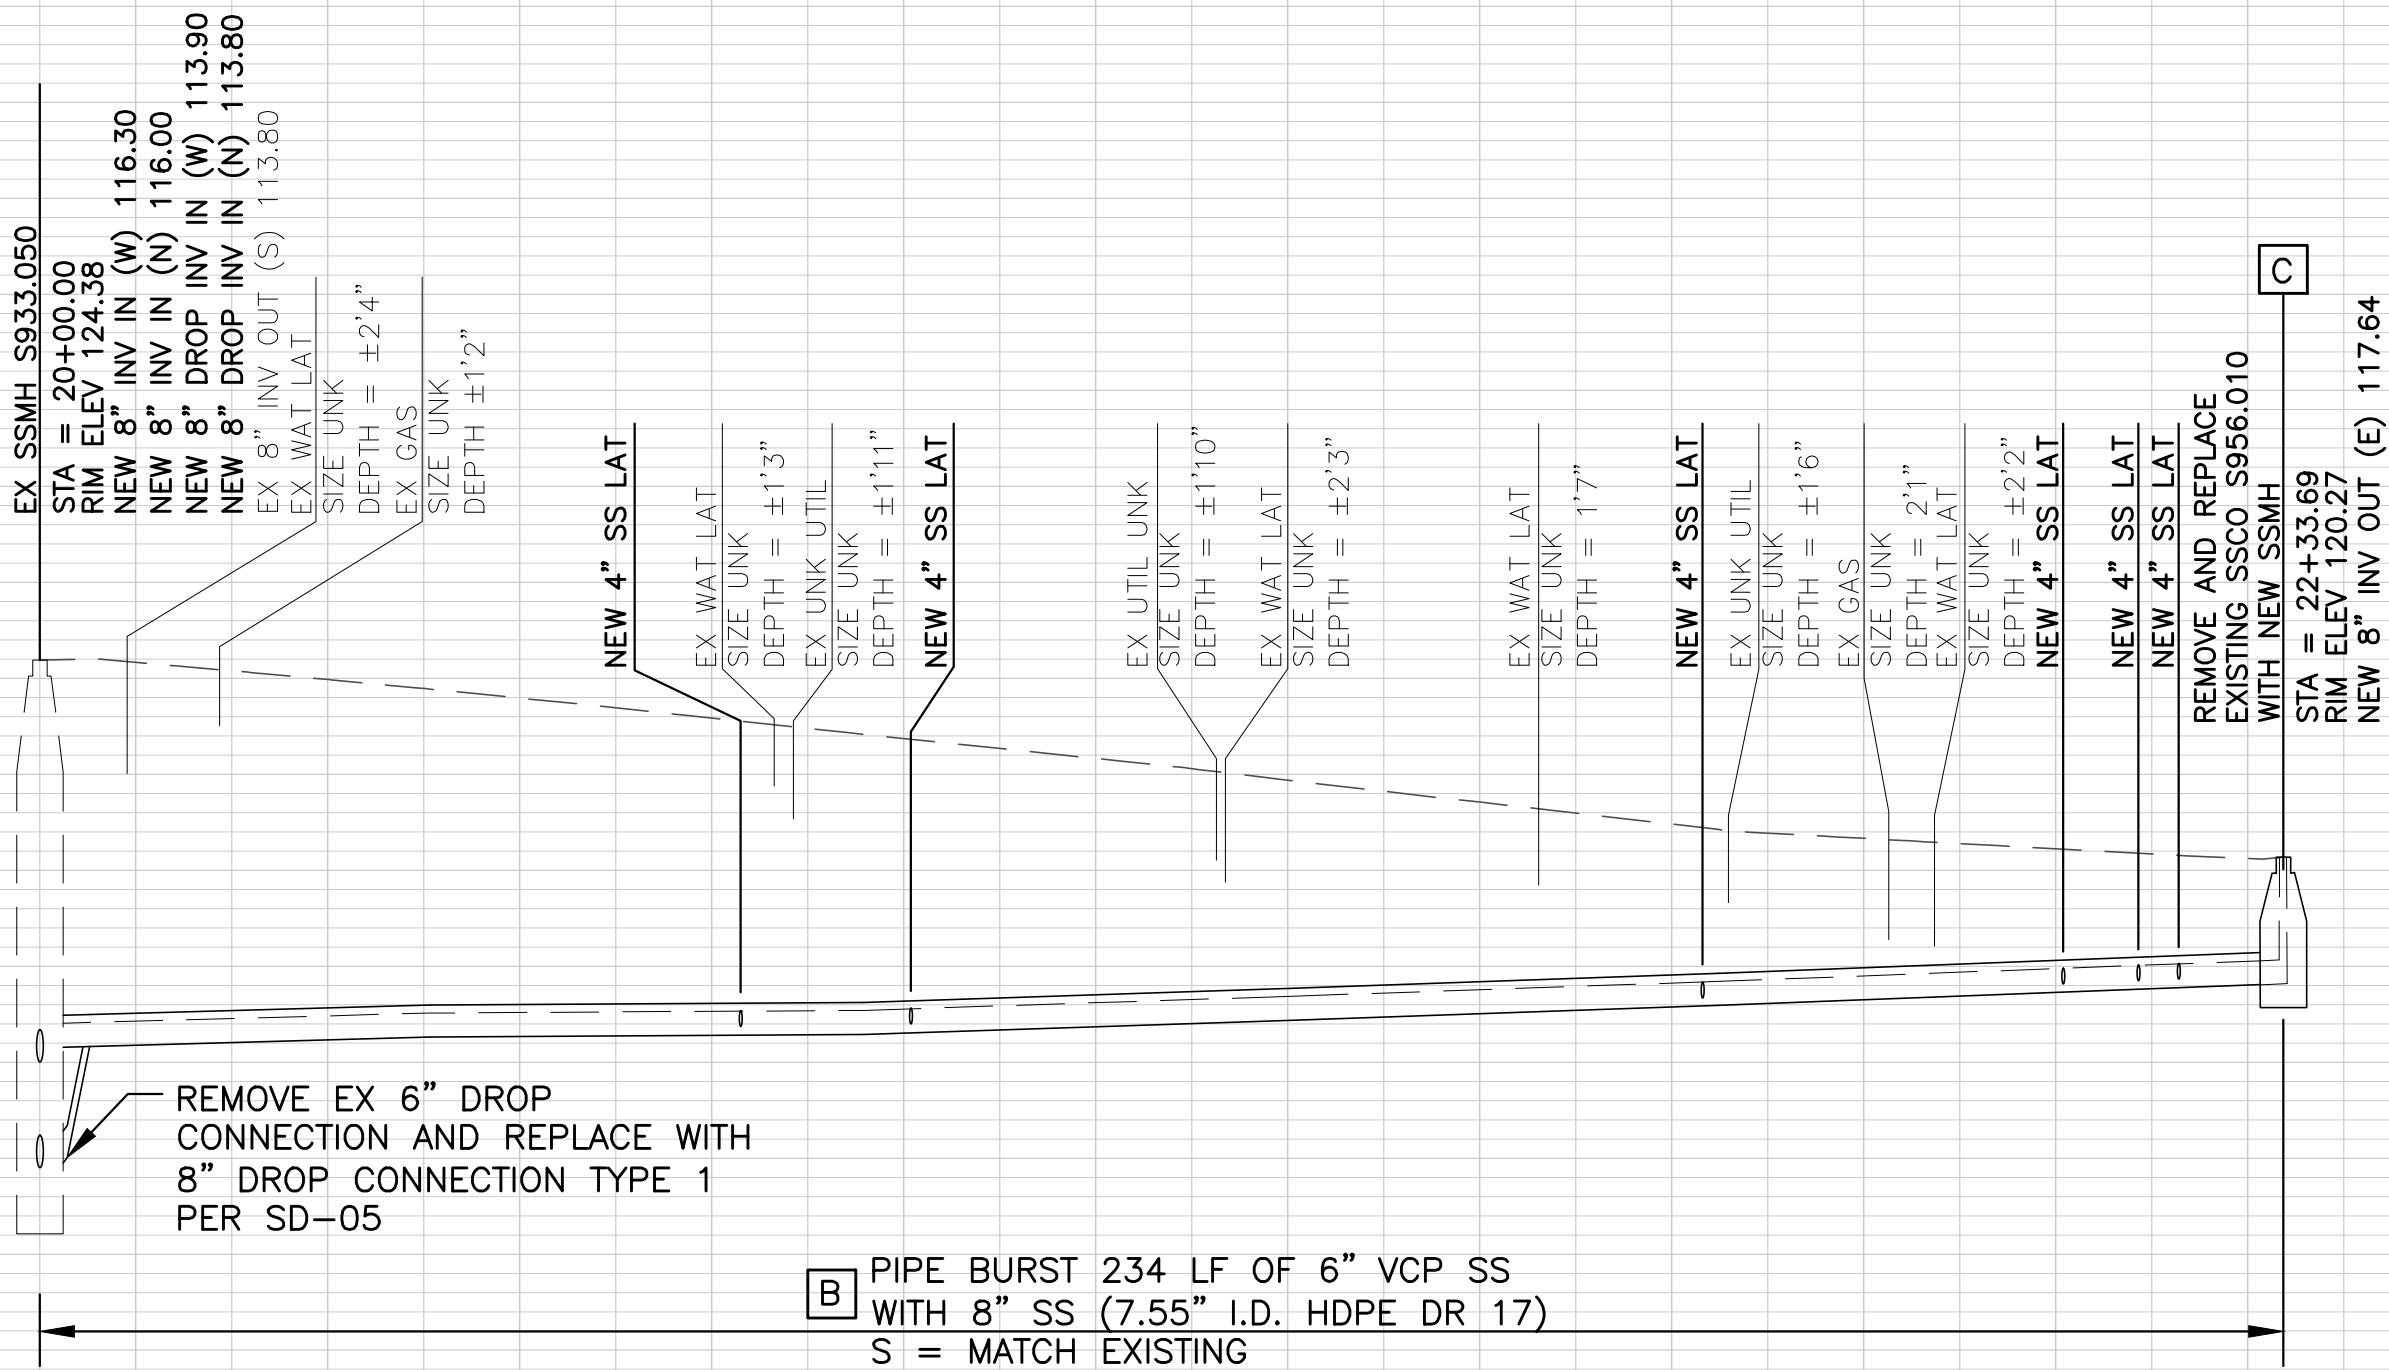 EX SSMH S933.050
STA = 20+00.00
RIM ELEV 124.38
NEW 8" INV IN (W) 116.30
NEW 8" INV IN (N) 116.00
NEW 8" DROP INV IN (W) 113.90
NEW 8" DROP INV IN (N) 113.80
EX 8" INV OUT (S) 113.80
EX WAT LAT
SIZE UNK
DEPTH = ±2'4"
EX GAS
SIZE UNK
DEPTH ±1'2"
NEW 4" SS LAT
EX WAT LAT
SIZE UNK
DEPTH = ±1'3"
EX UNK UTIL
SIZE UNK
DEPTH = ±1'11"
NEW 4" SS LAT
EX UTIL UNK
SIZE UNK
DEPTH = ±1'10"
EX WAT LAT
SIZE UNK
DEPTH = ±2'3"
EX WAT LAT
SIZE UNK
DEPTH = 1'7"
NEW 4" SS LAT
EX UNK UTIL
SIZE UNK
DEPTH = ±1'6"
EX GAS
SIZE UNK
DEPTH = 2'1"
EX WAT LAT
SIZE UNK
DEPTH = ±2'2"
NEW 4" SS LAT
NEW 4" SS LAT
NEW 4" SS LAT
REMOVE AND REPLACE
EXISTING SSCO S956.010
WITH NEW SSMH
C
STA = 22+33.69
RIM ELEV 120.27
NEW 8" INV OUT (E) 117.64
REMOVE EX 6" DROP
CONNECTION AND REPLACE WITH
8" DROP CONNECTION TYPE 1
PER SD-05
B
PIPE BURST 234 LF OF 6" VCP SS
WITH 8" SS (7.55" I.D. HDPE DR 17)
S = MATCH EXISTING